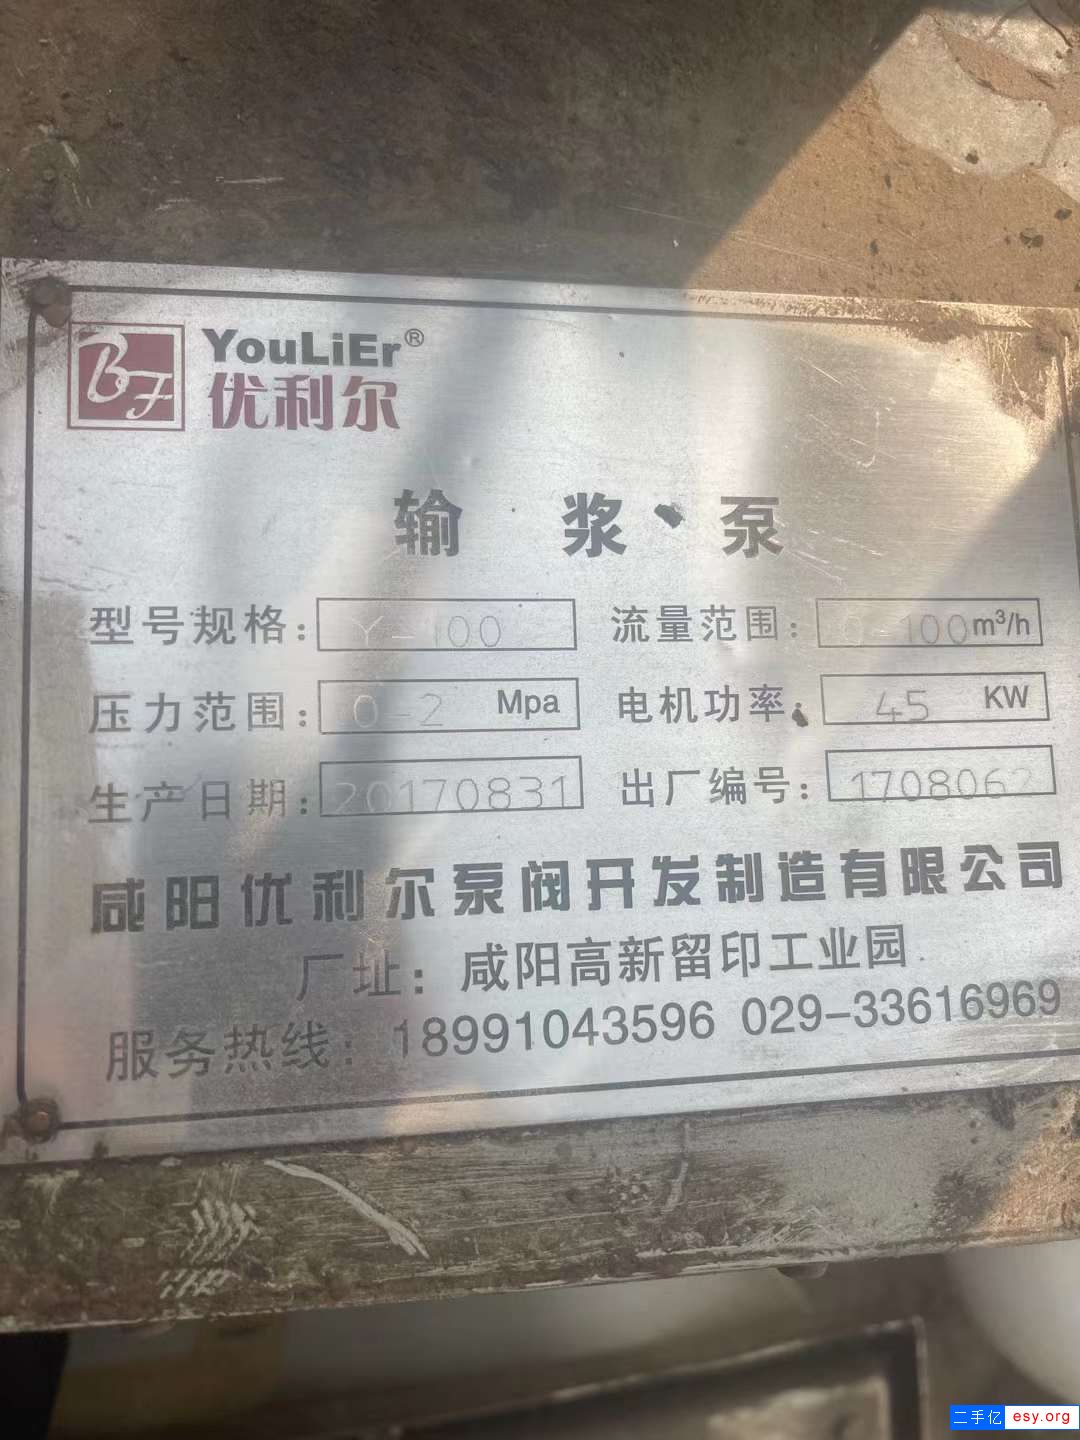 BF
YouLiEr®
优利尔
输浆泵
型号规格: Y-100 流量范围: 0-100 m³/h
压力范围: 0-2 Mpa 电机功率: 45 KW
生产日期: 20170831 出厂编号: 1708062
咸阳优利尔泵阀开发制造有限公司
厂址: 咸阳高新留印工业园
服务热线: 18991043596 029-33616969
二手亿 esy.org